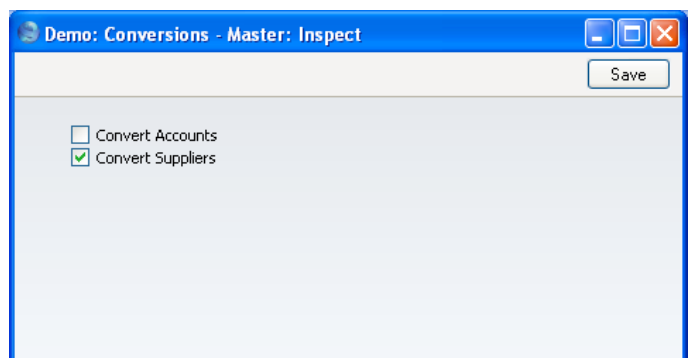 Demo: Conversions - Master: Inspect
Save
Convert Accounts
Convert Suppliers